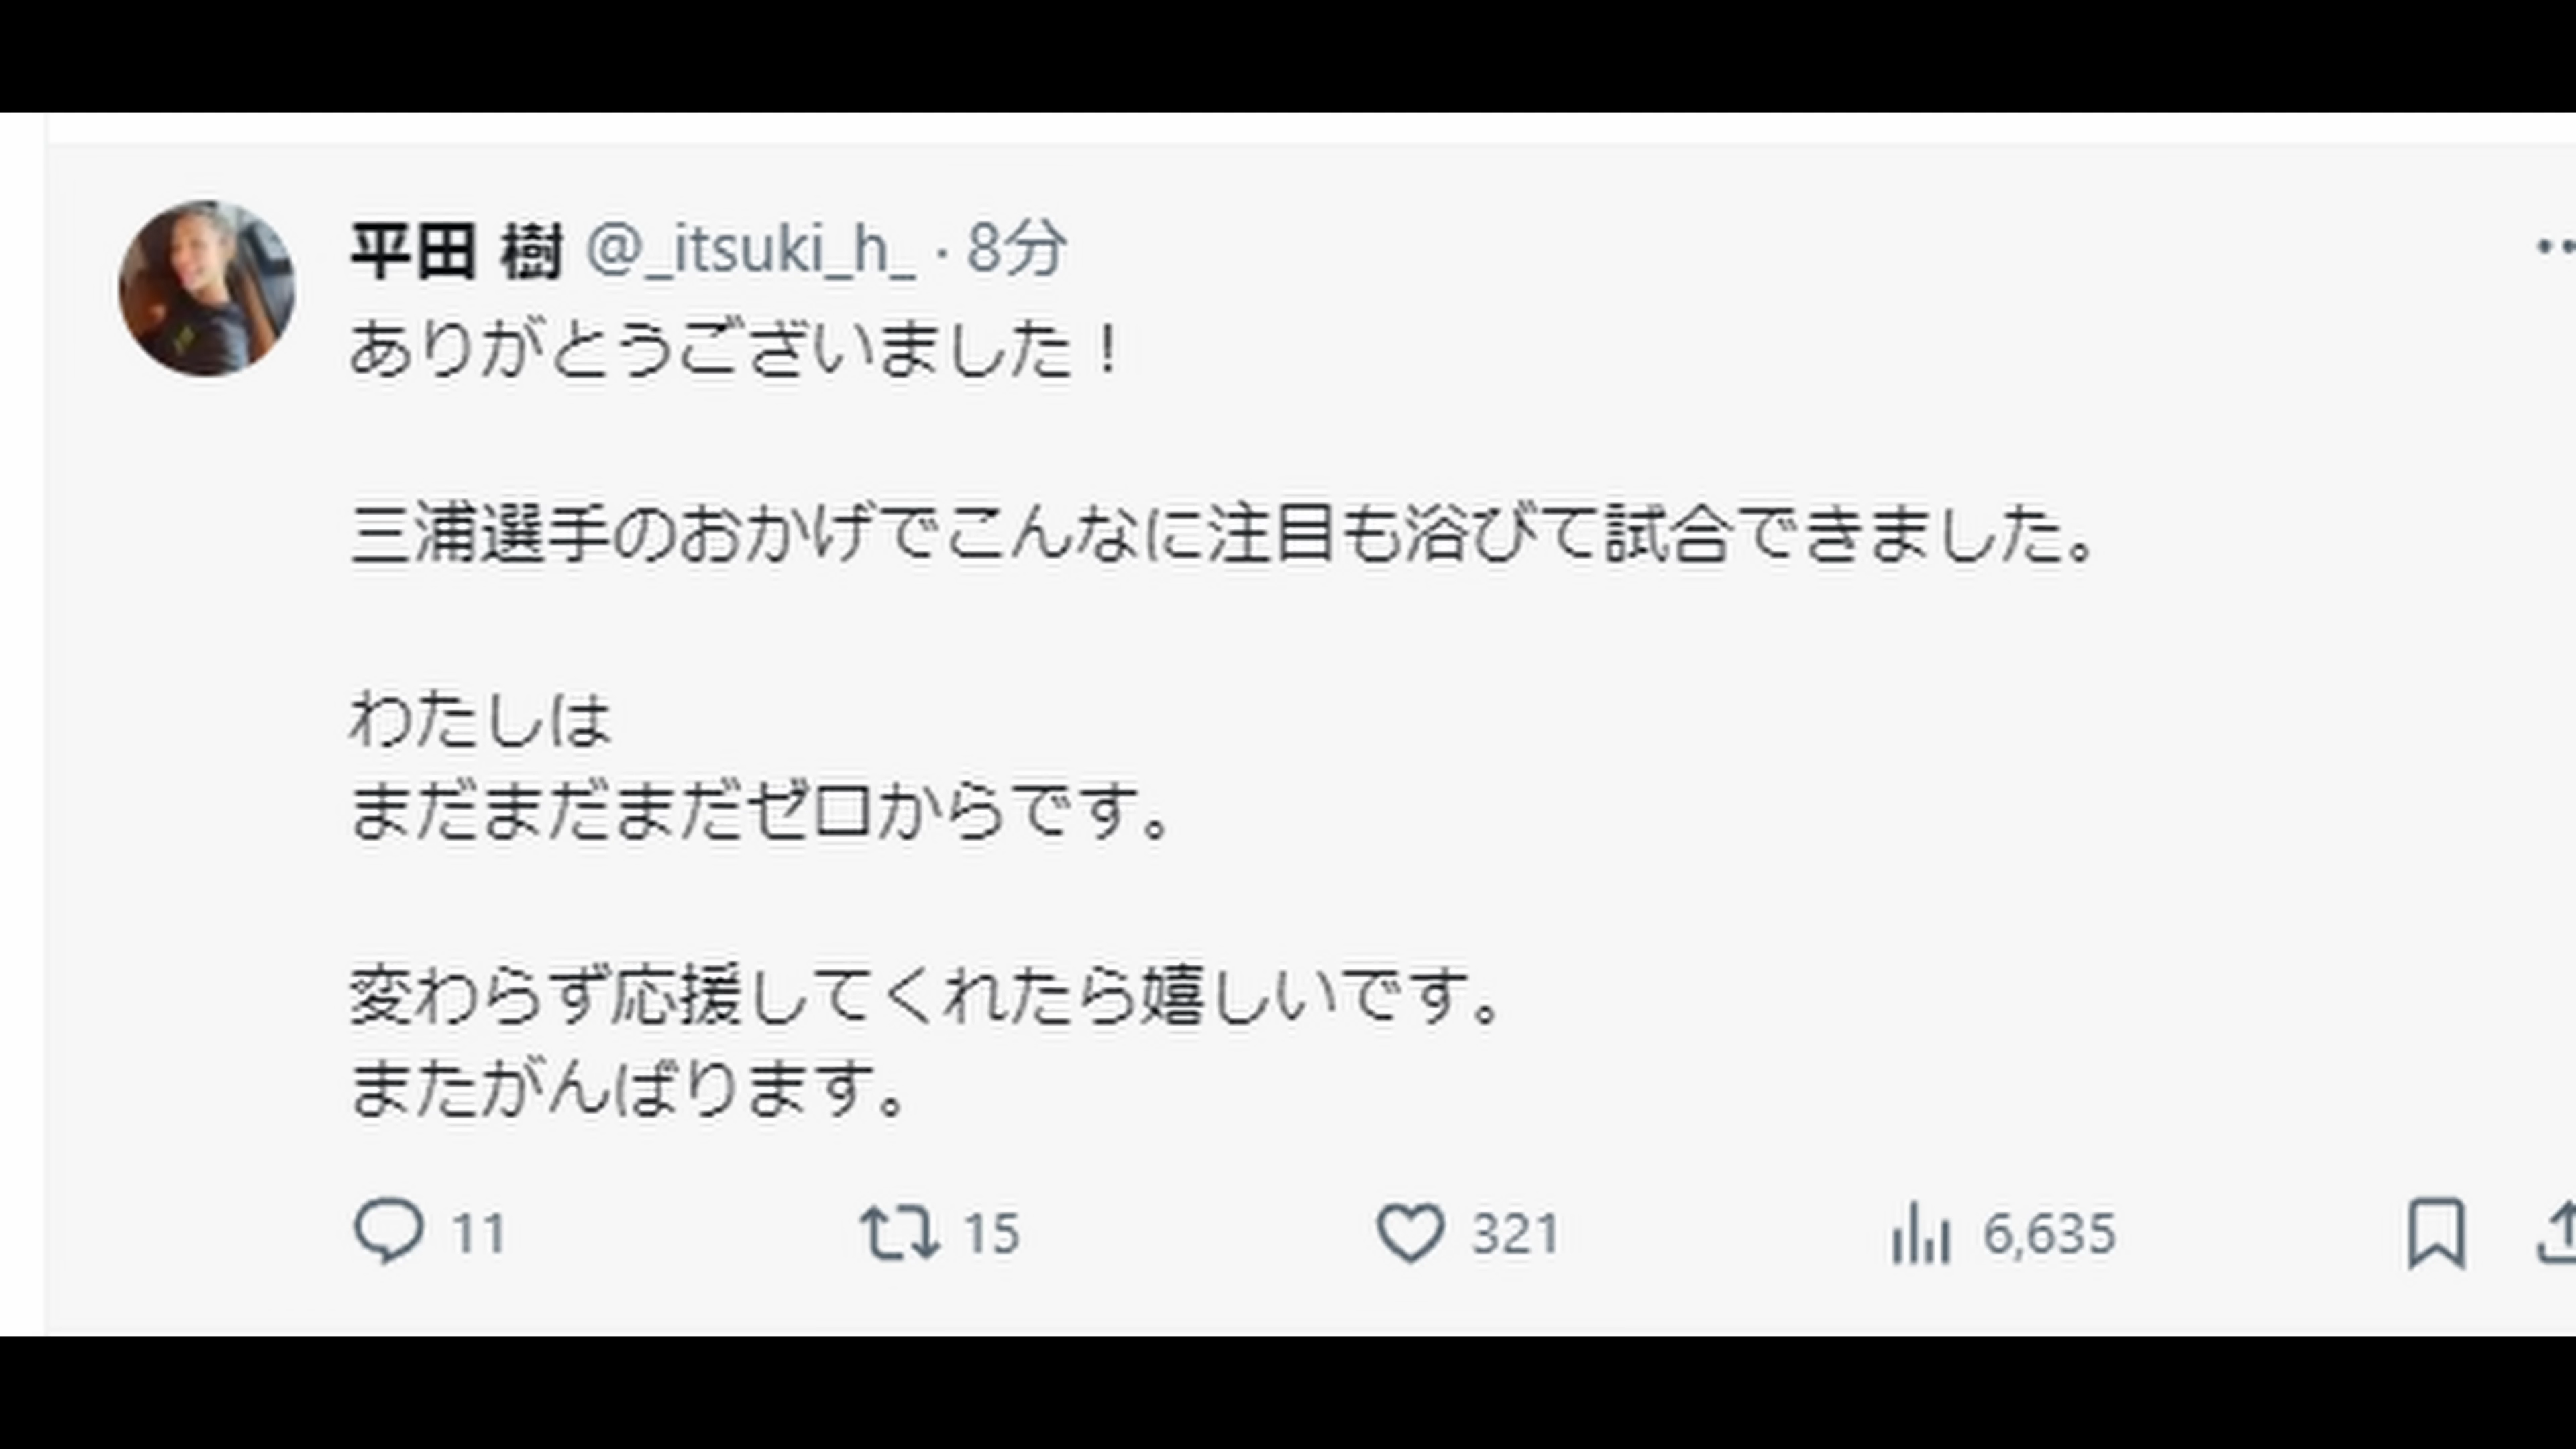 平田 樹 @_itsuki_h_ · 8分
ありがとうございました！
三浦選手のおかげでこんなに注目も浴びて試合できました。
わたしは
まだまだまだゼロからです。
変わらず応援してくれたら嬉しいです。
またがんばります。
11 15 321 6,635